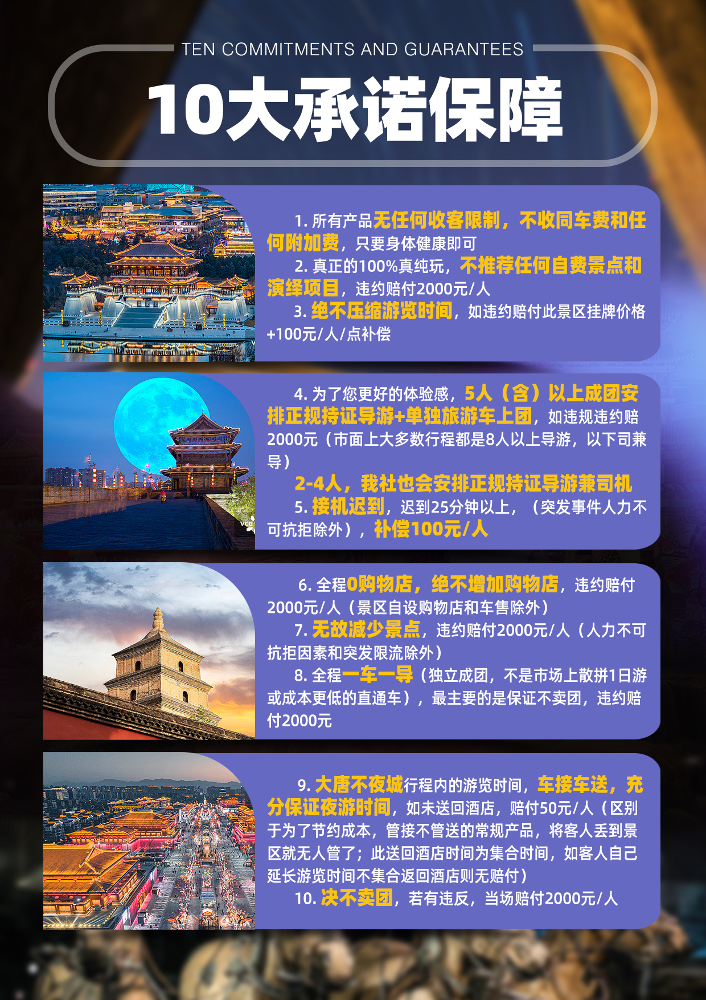 TEN COMMITMENTS AND GUARANTEES
10大承诺保障
1. 所有产品无任何收客限制，不收同车费和任
何附加费，只要身体健康即可
2. 真正的100%真纯玩，不推荐任何自费景点和
演绎项目，违约赔付2000元/人
3. 绝不压缩游览时间，如违约赔付此景区挂牌价格
+100元/人/点补偿
4. 为了您更好的体验感，5人（含）以上成团安
排正规持证导游+单独旅游车上团，如违规违约赔
2000元（市面上大多数行程都是8人以上导游，以下司兼
导）
2-4人，我社也会安排正规持证导游兼司机
5. 接机迟到，迟到25分钟以上，（突发事件人力不
可抗拒除外），补偿100元/人
VCG
6. 全程0购物店，绝不增加购物店，违约赔付
2000元/人（景区自设购物店和车售除外）
7. 无故减少景点，违约赔付2000元/人（人力不可
抗拒因素和突发限流除外）
8. 全程一车一导（独立成团，不是市场上散拼1日游
或成本更低的直通车），最主要的是保证不卖团，违约赔
付2000元
9. 大唐不夜城行程内的游览时间，车接车送，充
分保证夜游时间，如未送回酒店，赔付50元/人（区别
于为了节约成本，管接不管送的常规产品，将客人丢到景
区就无人管了；此送回酒店时间为集合时间，如客人自己
延长游览时间不集合返回酒店则无赔付）
10. 决不卖团，若有违反，当场赔付2000元/人